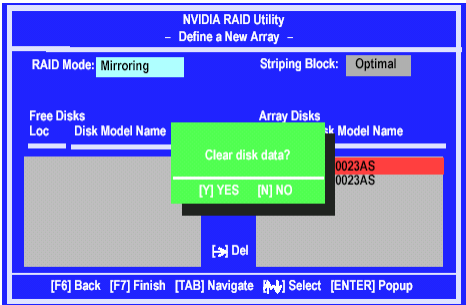 NVIDIA RAID Utility
– Define a New Array –
RAID Mode: Mirroring Striping Block: Optimal
Free Disks Array Disks
Loc Disk Model Name sk Model Name
Clear disk data?
0023AS
0023AS
[Y] YES [N] NO
[→] Del
[F6] Back [F7] Finish [TAB] Navigate [↑↓] Select [ENTER] Popup